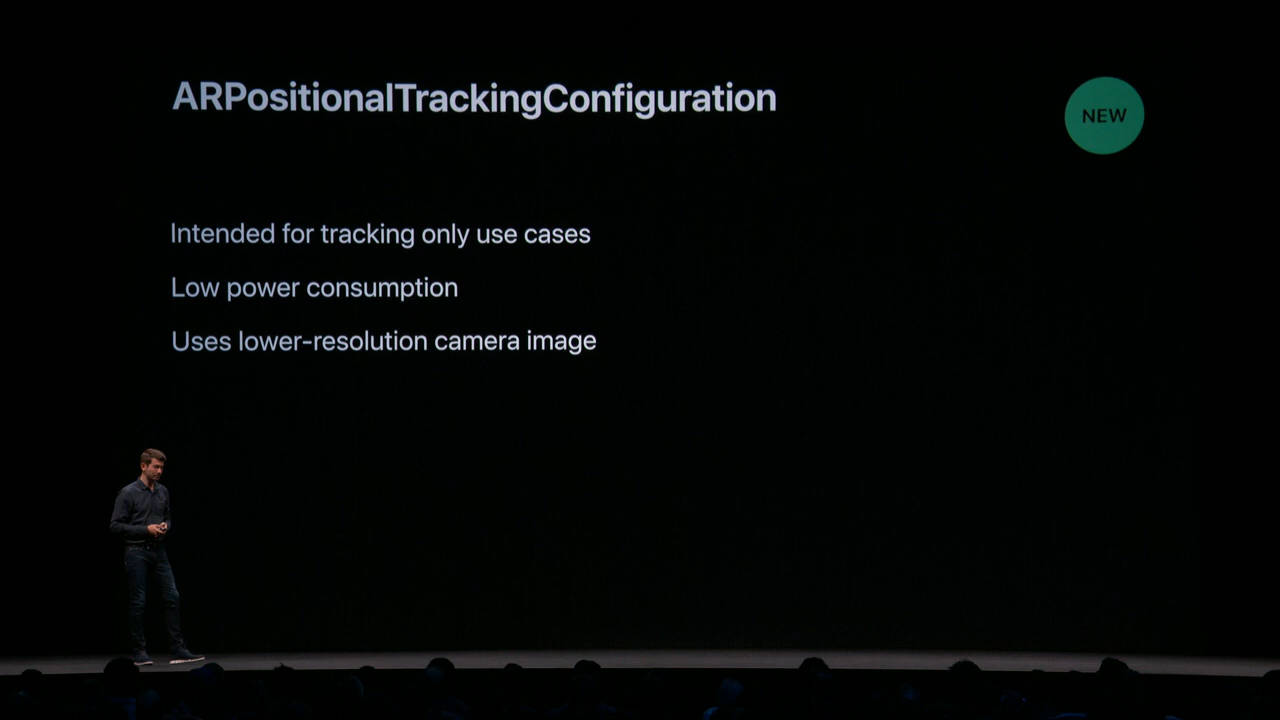 ARPositionalTrackingConfiguration
NEW
Intended for tracking only use cases
Low power consumption
Uses lower-resolution camera image